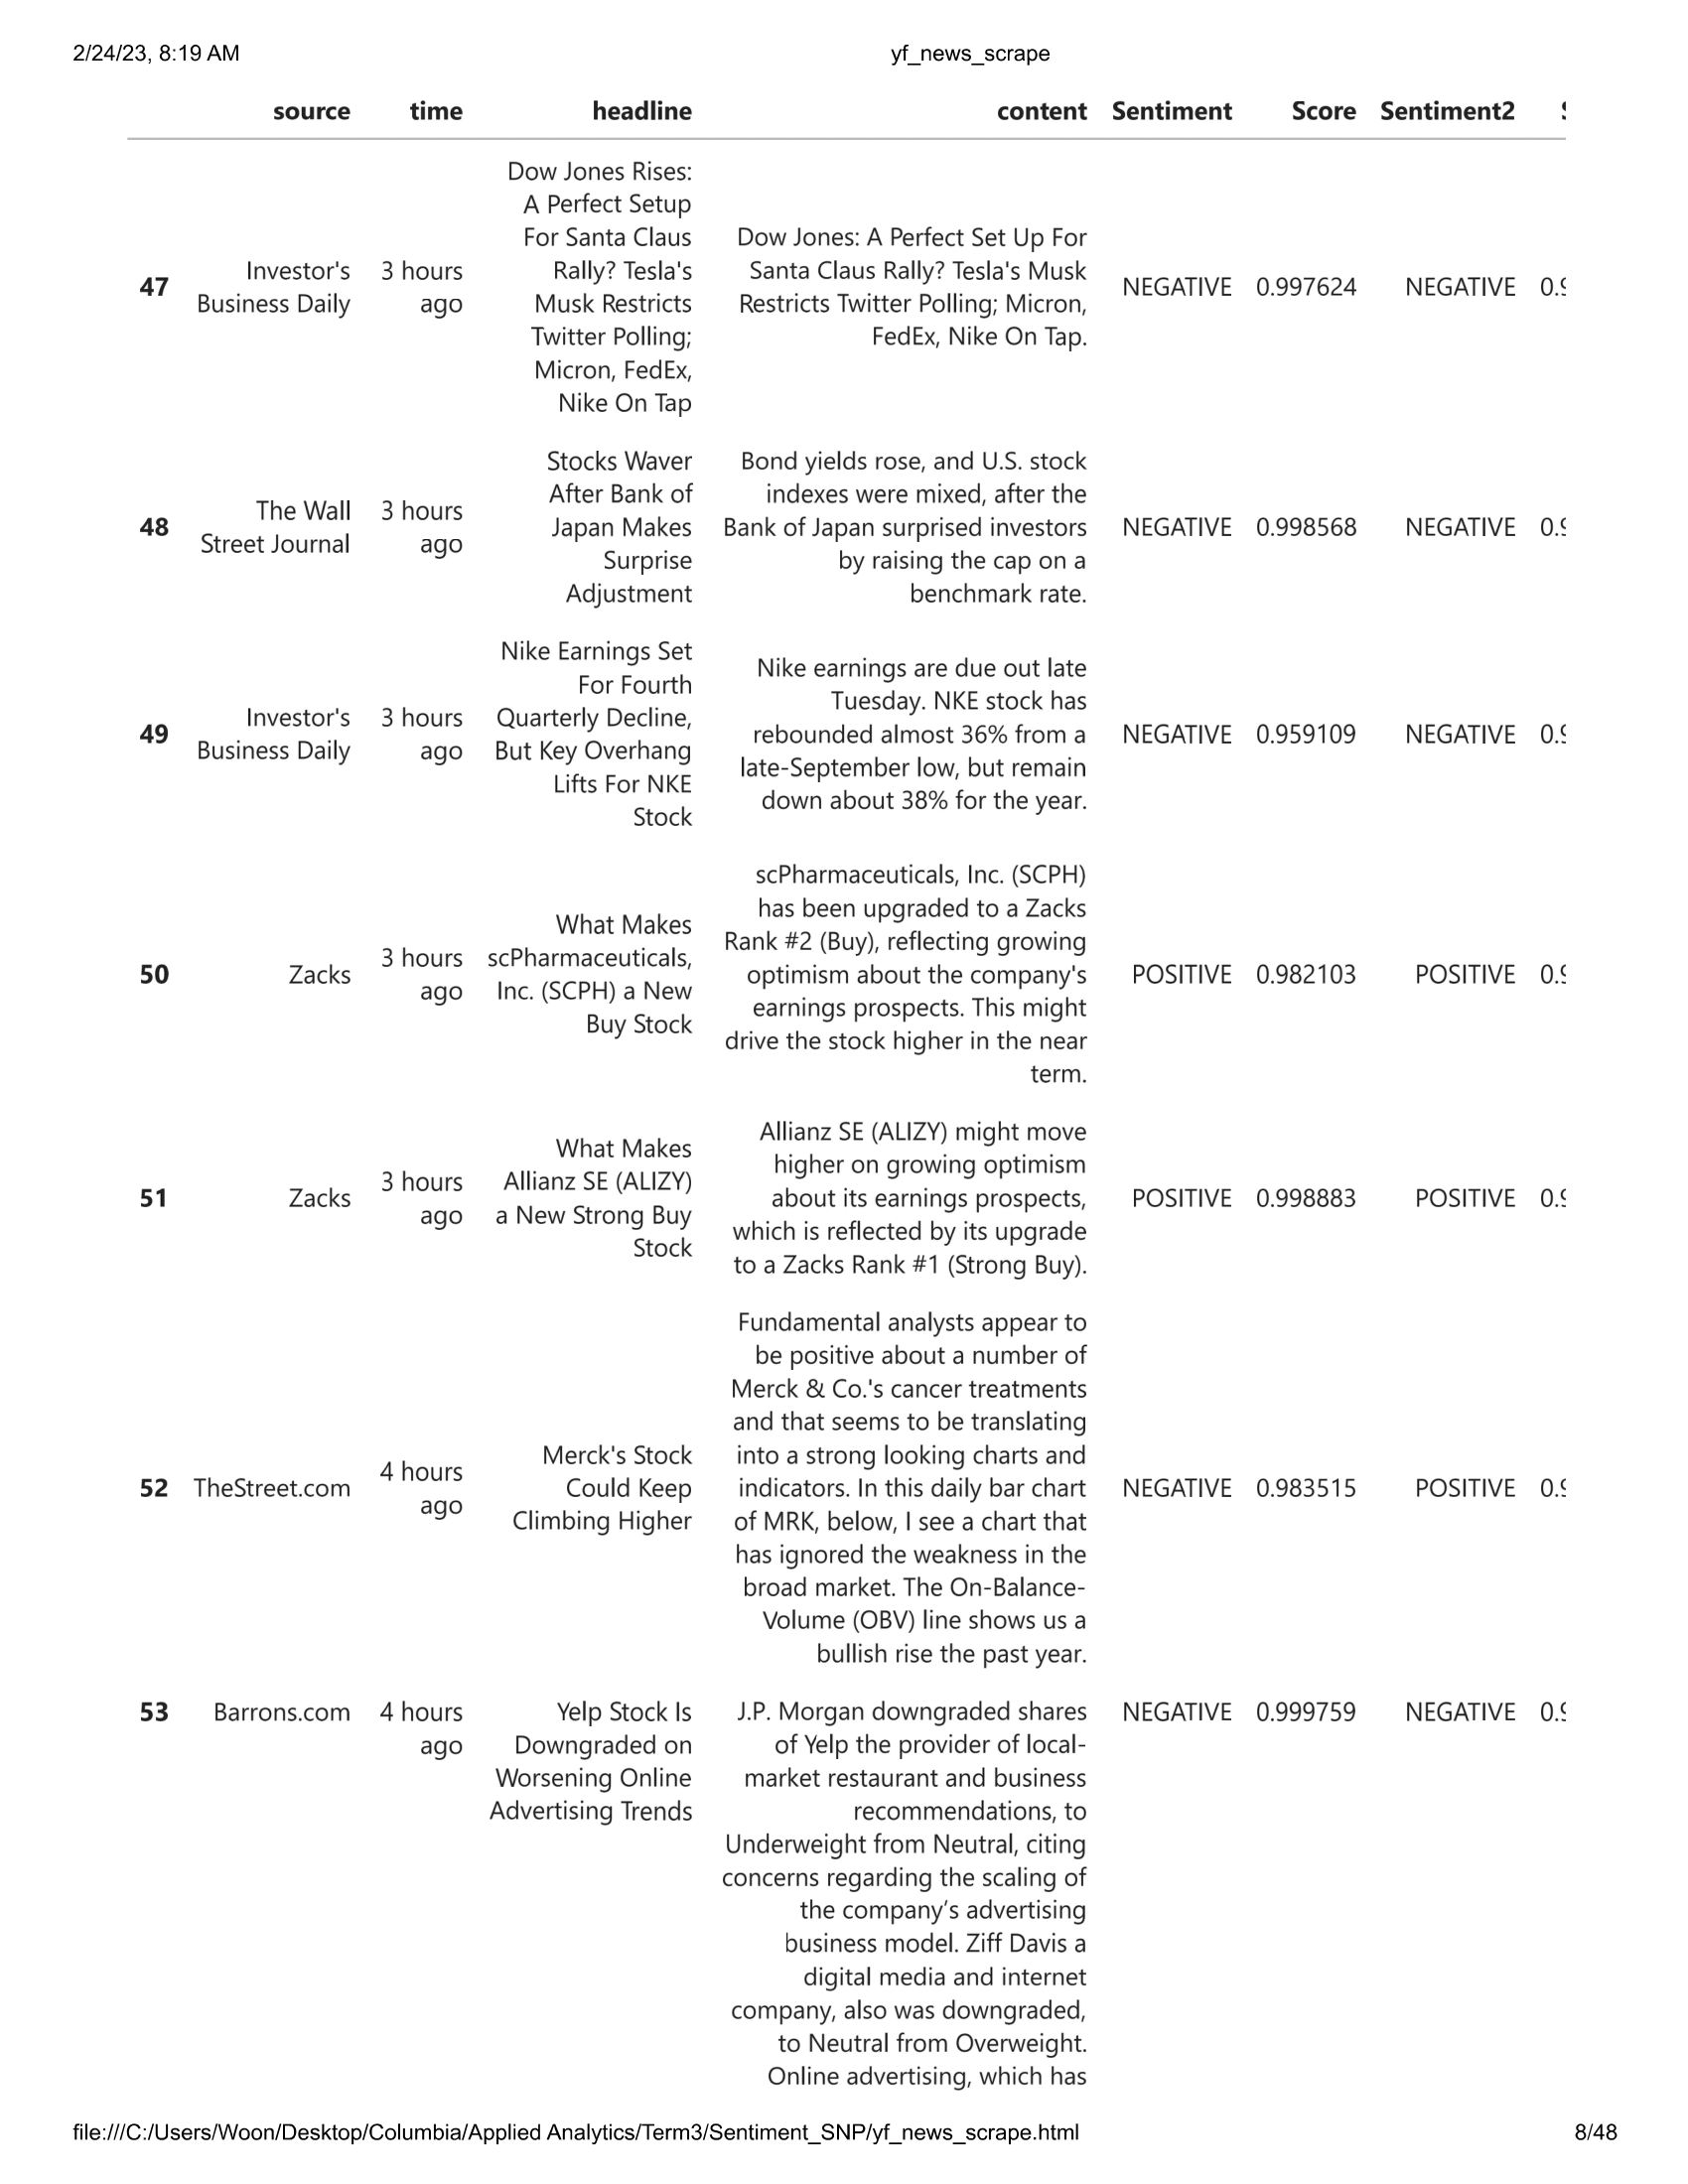 2/24/23, 8:19 AM yf_news_scrape
source time headline content Sentiment Score Sentiment2
47 Investor's Business Daily 3 hours ago
Dow Jones Rises:
A Perfect Setup
For Santa Claus
Rally? Tesla's
Musk Restricts
Twitter Polling;
Micron, FedEx,
Nike On Tap
Dow Jones: A Perfect Set Up For
Santa Claus Rally? Tesla's Musk
Restricts Twitter Polling; Micron,
FedEx, Nike On Tap.
NEGATIVE 0.997624 NEGATIVE 0.9
48 The Wall Street Journal 3 hours ago
Stocks Waver
After Bank of
Japan Makes
Surprise
Adjustment
Bond yields rose, and U.S. stock
indexes were mixed, after the
Bank of Japan surprised investors
by raising the cap on a
benchmark rate.
NEGATIVE 0.998568 NEGATIVE 0.9
49 Investor's Business Daily 3 hours ago
Nike Earnings Set
For Fourth
Quarterly Decline,
But Key Overhang
Lifts For NKE
Stock
Nike earnings are due out late
Tuesday. NKE stock has
rebounded almost 36% from a
late-September low, but remain
down about 38% for the year.
NEGATIVE 0.959109 NEGATIVE 0.9
50 Zacks 3 hours ago
What Makes
scPharmaceuticals,
Inc. (SCPH) a New
Buy Stock
scPharmaceuticals, Inc. (SCPH)
has been upgraded to a Zacks
Rank #2 (Buy), reflecting growing
optimism about the company's
earnings prospects. This might
drive the stock higher in the near
term.
POSITIVE 0.982103 POSITIVE 0.9
51 Zacks 3 hours ago
What Makes
Allianz SE (ALIZY)
a New Strong Buy
Stock
Allianz SE (ALIZY) might move
higher on growing optimism
about its earnings prospects,
which is reflected by its upgrade
to a Zacks Rank #1 (Strong Buy).
POSITIVE 0.998883 POSITIVE 0.9
52 TheStreet.com 4 hours ago
Merck's Stock
Could Keep
Climbing Higher
Fundamental analysts appear to
be positive about a number of
Merck & Co.'s cancer treatments
and that seems to be translating
into a strong looking charts and
indicators. In this daily bar chart
of MRK, below, I see a chart that
has ignored the weakness in the
broad market. The On-Balance-
Volume (OBV) line shows us a
bullish rise the past year.
NEGATIVE 0.983515 POSITIVE 0.9
53 Barrons.com 4 hours ago
Yelp Stock Is
Downgraded on
Worsening Online
Advertising Trends
J.P. Morgan downgraded shares
of Yelp the provider of local-
market restaurant and business
recommendations, to
Underweight from Neutral, citing
concerns regarding the scaling of
the company’s advertising
business model. Ziff Davis a
digital media and internet
company, also was downgraded,
to Neutral from Overweight.
Online advertising, which has
NEGATIVE 0.999759 NEGATIVE 0.9
file:///C:/Users/Woon/Desktop/Columbia/Applied Analytics/Term3/Sentiment_SNP/yf_news_scrape.html 8/48